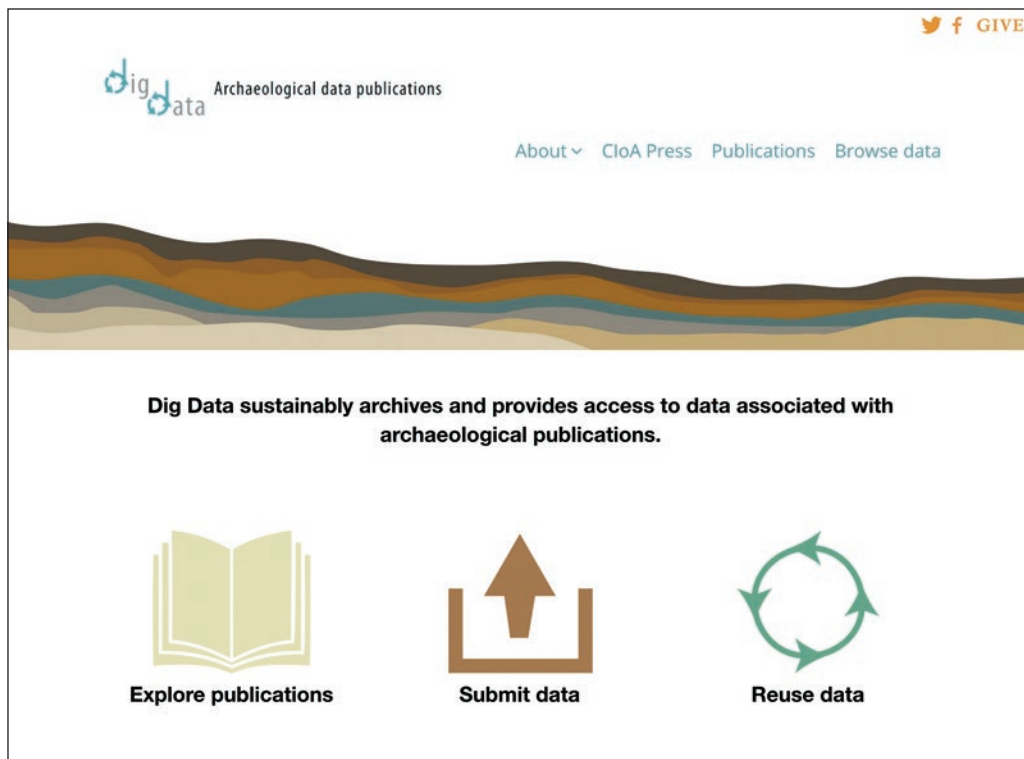 GIVE
dig data Archaeological data publications
About CIoA Press Publications Browse data
Dig Data sustainably archives and provides access to data associated with
archaeological publications.
Explore publications Submit data Reuse data